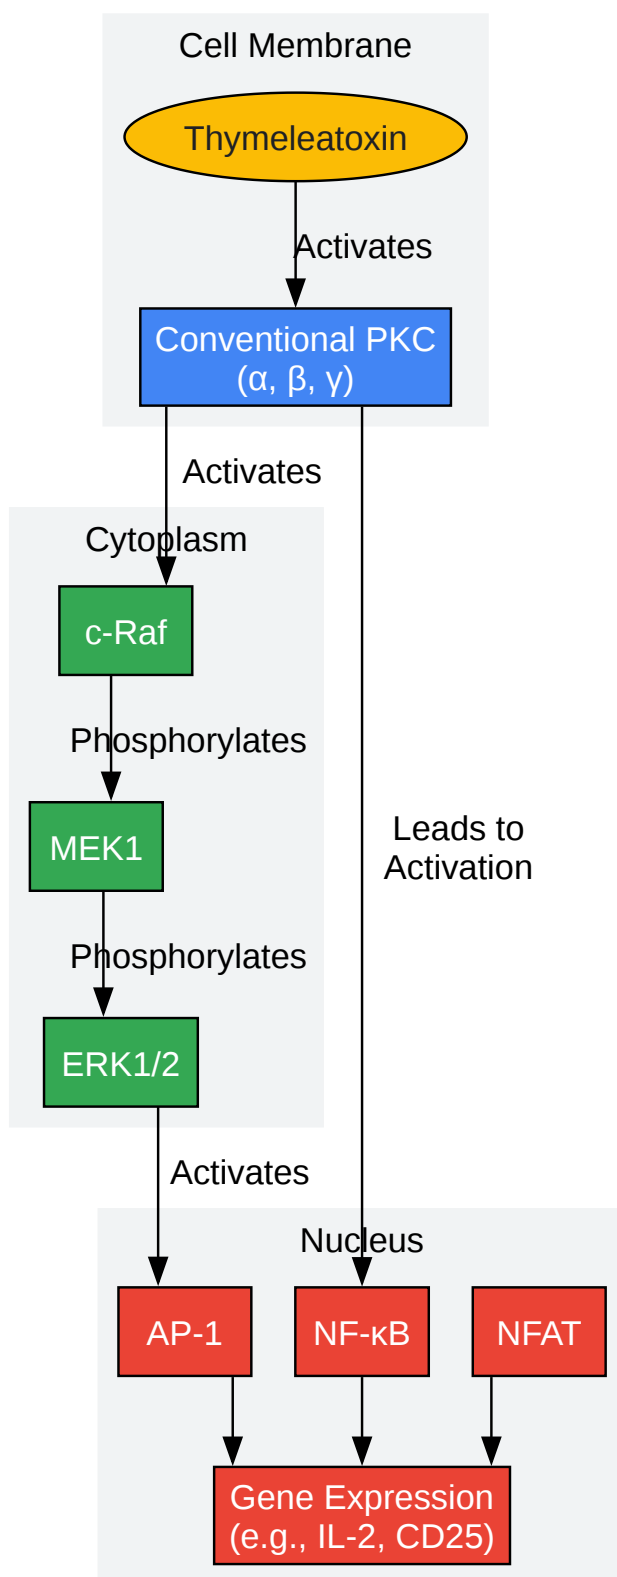 Cell Membrane
Thymeleatoxin
Activates
Conventional PKC
(α, β, γ)
Activates
Cytoplasm
c-Raf
Phosphorylates
MEK1
Leads to
Activation
Phosphorylates
ERK1/2
Activates
Nucleus
AP-1
NF-κB
NFAT
Gene Expression
(e.g., IL-2, CD25)